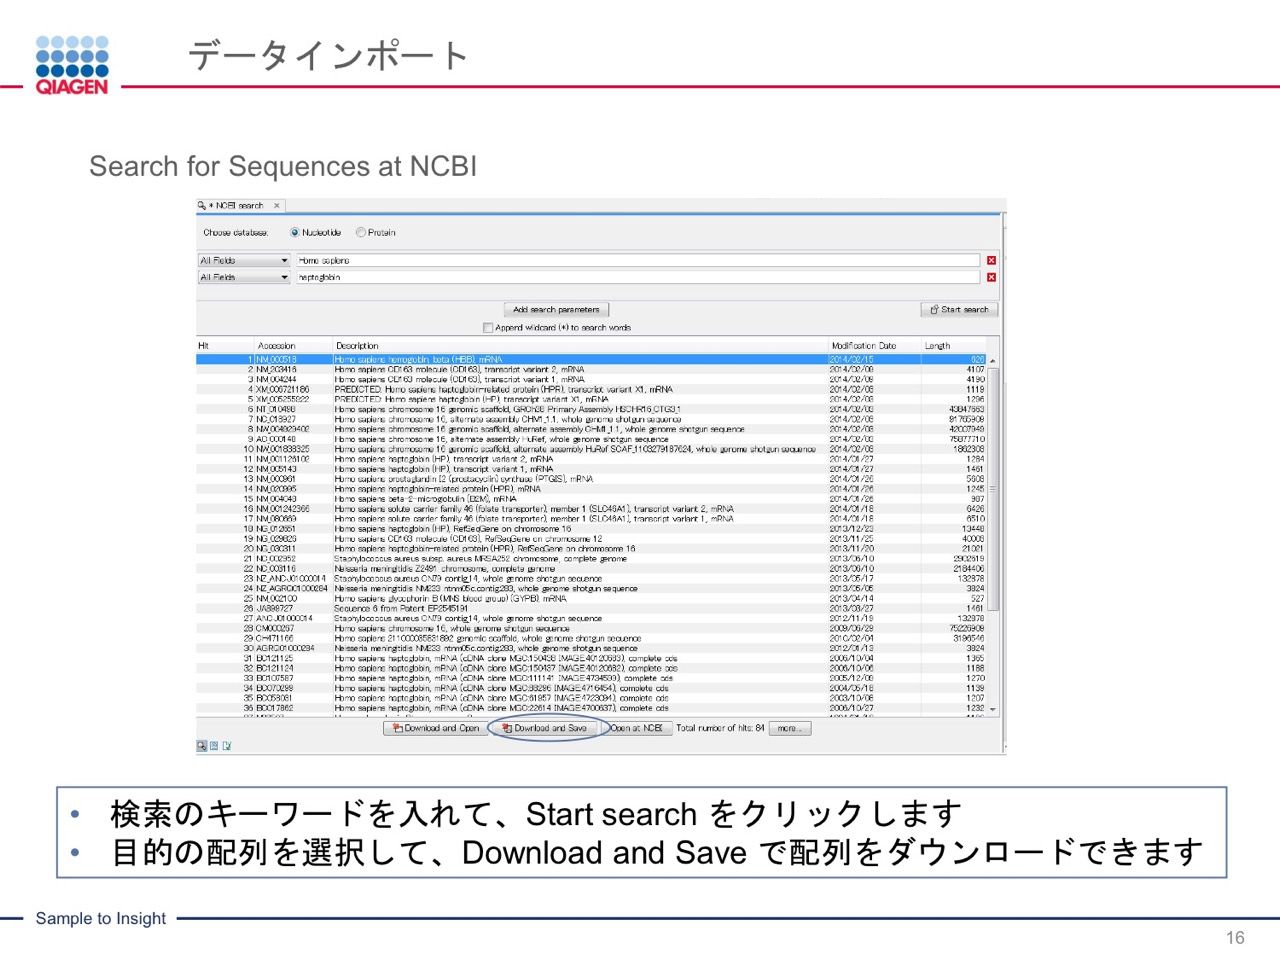 データインポート
QIAGEN
Search for Sequences at NCBI
* NCBI search ×
Choose database: Nucleotide Protein
All Fields Homo sapiens
All Fields haptoglobin
Add search parameters Start search
Append wildcard (*) to search words
Hit Accession Description Modification Date Length
1 NM_000518 Homo sapiens hemoglobin, beta (HBB), mRNA 2014/02/15 626
2 NM_203416 Homo sapiens CD163 molecule (CD163), transcript variant 2, mRNA 2014/02/09 4107
3 NM_004244 Homo sapiens CD163 molecule (CD163), transcript variant 1, mRNA 2014/02/09 4190
4 XM_006721186 PREDICTED: Homo sapiens haptoglobin-related protein (HPR), transcript variant X1, mRNA 2014/02/03 1119
5 XM_005255922 PREDICTED: Homo sapiens haptoglobin (HP), transcript variant X1, mRNA 2014/02/03 1296
6 NT_010498 Homo sapiens chromosome 16 genomic scaffold, GRCh38 Primary Assembly HSCHR16_CTG3_1 2014/02/03 43847663
7 NC_018927 Homo sapiens chromosome 16, alternate assembly CHM1_1.1, whole genome shotgun sequence 2014/02/03
8 NW_004929402 Homo sapiens chromosome 16 genomic scaffold, alternate assembly CHM1_1.1, whole genome shotgun sequence 2014/02/03 42007949
9 AC_000148 Homo sapiens chromosome 16, alternate assembly HuRef, whole genome shotgun sequence 2014/02/03 75877710
10 NW_001838325 Homo sapiens chromosome 16 genomic scaffold, alternate assembly HuRef SCAF_1103279187624, whole genome shotgun sequence 2014/02/03 1862308
11 NM_001126102 Homo sapiens haptoglobin (HP), transcript variant 2, mRNA 2014/01/27 1284
12 NM_005143 Homo sapiens haptoglobin (HP), transcript variant 1, mRNA 2014/01/27 1461
13 NM_000961 Homo sapiens prostaglandin I2 (prostacyclin) synthase (PTGIS), mRNA 2014/01/26 5608
14 NM_020995 Homo sapiens haptoglobin-related protein (HPR), mRNA 2014/01/26 1245
15 NM_004048 Homo sapiens beta-2-microglobulin (B2M), mRNA 2014/01/26 987
16 NM_001242366 Homo sapiens solute carrier family 46 (folate transporter), member 1 (SLC46A1), transcript variant 2, mRNA 2014/01/18 6426
17 NM_080669 Homo sapiens solute carrier family 46 (folate transporter), member 1 (SLC46A1), transcript variant 1, mRNA 2014/01/18 6510
18 NG_012651 Homo sapiens haptoglobin (HP), RefSeqGene on chromosome 16 2013/12/23 13448
19 NG_029826 Homo sapiens CD163 molecule (CD163), RefSeqGene on chromosome 12 2013/11/25 40008
20 NG_030311 Homo sapiens haptoglobin-related protein (HPR), RefSeqGene on chromosome 16 2013/11/20 21021
21 NC_002952 Staphylococcus aureus subsp. aureus MRSA252 chromosome, complete genome 2013/06/10 2902619
22 NC_003116 Neisseria meningitidis Z2491 chromosome, complete genome 2013/06/10 2184406
23 NZ_ANCJ01000014 Staphylococcus aureus CN79 contig14, whole genome shotgun sequence 2013/05/17 132878
24 NZ_AGRQ01000284 Neisseria meningitidis NM233 ntnm05c.contig283, whole genome shotgun sequence 2013/05/05 3924
25 NM_002100 Homo sapiens glycophorin B (MNS blood group) (GYPB), mRNA 2013/04/14 527
26 JA898727 Sequence 6 from Patent EP2545191 2013/03/27 1461
27 ANCJ01000014 Staphylococcus aureus CN79 contig14, whole genome shotgun sequence 2012/11/19 132878
28 CM000267 Homo sapiens chromosome 16, whole genome shotgun sequence 2009/06/29 75226909
29 CH471166 Homo sapiens 211000035831892 genomic scaffold, whole genome shotgun sequence 2010/02/04 3196546
30 AGRQ01000284 Neisseria meningitidis NM233 ntnm05c.contig283, whole genome shotgun sequence 2012/01/13 3924
31 BC121125 Homo sapiens haptoglobin, mRNA (cDNA clone MGC:150438 IMAGE:40120683), complete cds 2006/10/04 1365
32 BC121124 Homo sapiens haptoglobin, mRNA (cDNA clone MGC:150437 IMAGE:40120682), complete cds 2006/10/06 1188
33 BC107587 Homo sapiens haptoglobin, mRNA (cDNA clone MGC:111141 IMAGE:4734599), complete cds 2005/12/09 1270
34 BC070299 Homo sapiens haptoglobin, mRNA (cDNA clone MGC:88296 IMAGE:4716454), complete cds 2004/05/18 1139
35 BC058031 Homo sapiens haptoglobin, mRNA (cDNA clone MGC:61957 IMAGE:4723094), complete cds 2003/10/08 1207
36 BC017862 Homo sapiens haptoglobin, mRNA (cDNA clone MGC:22614 IMAGE:4700637), complete cds 2006/10/27 1232
Download and Open Download and Save Open at NCBI Total number of hits: 84 more...
• 検索のキーワードを入れて、Start search をクリックします
• 目的の配列を選択して、Download and Save で配列をダウンロードできます
Sample to Insight
16